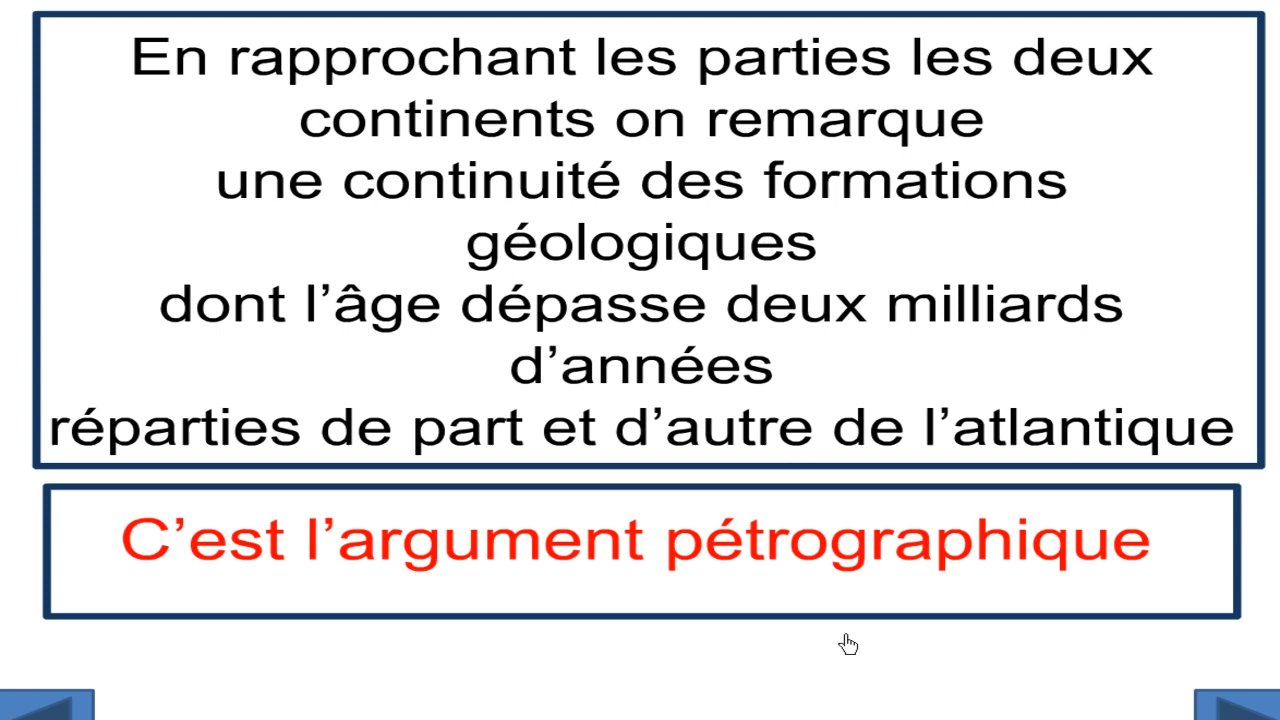 En rapprochant les parties les deux
continents on remarque
une continuité des formations
géologiques
dont l’âge dépasse deux milliards
d’années
réparties de part et d’autre de l’atlantique
C’est l’argument pétrographique